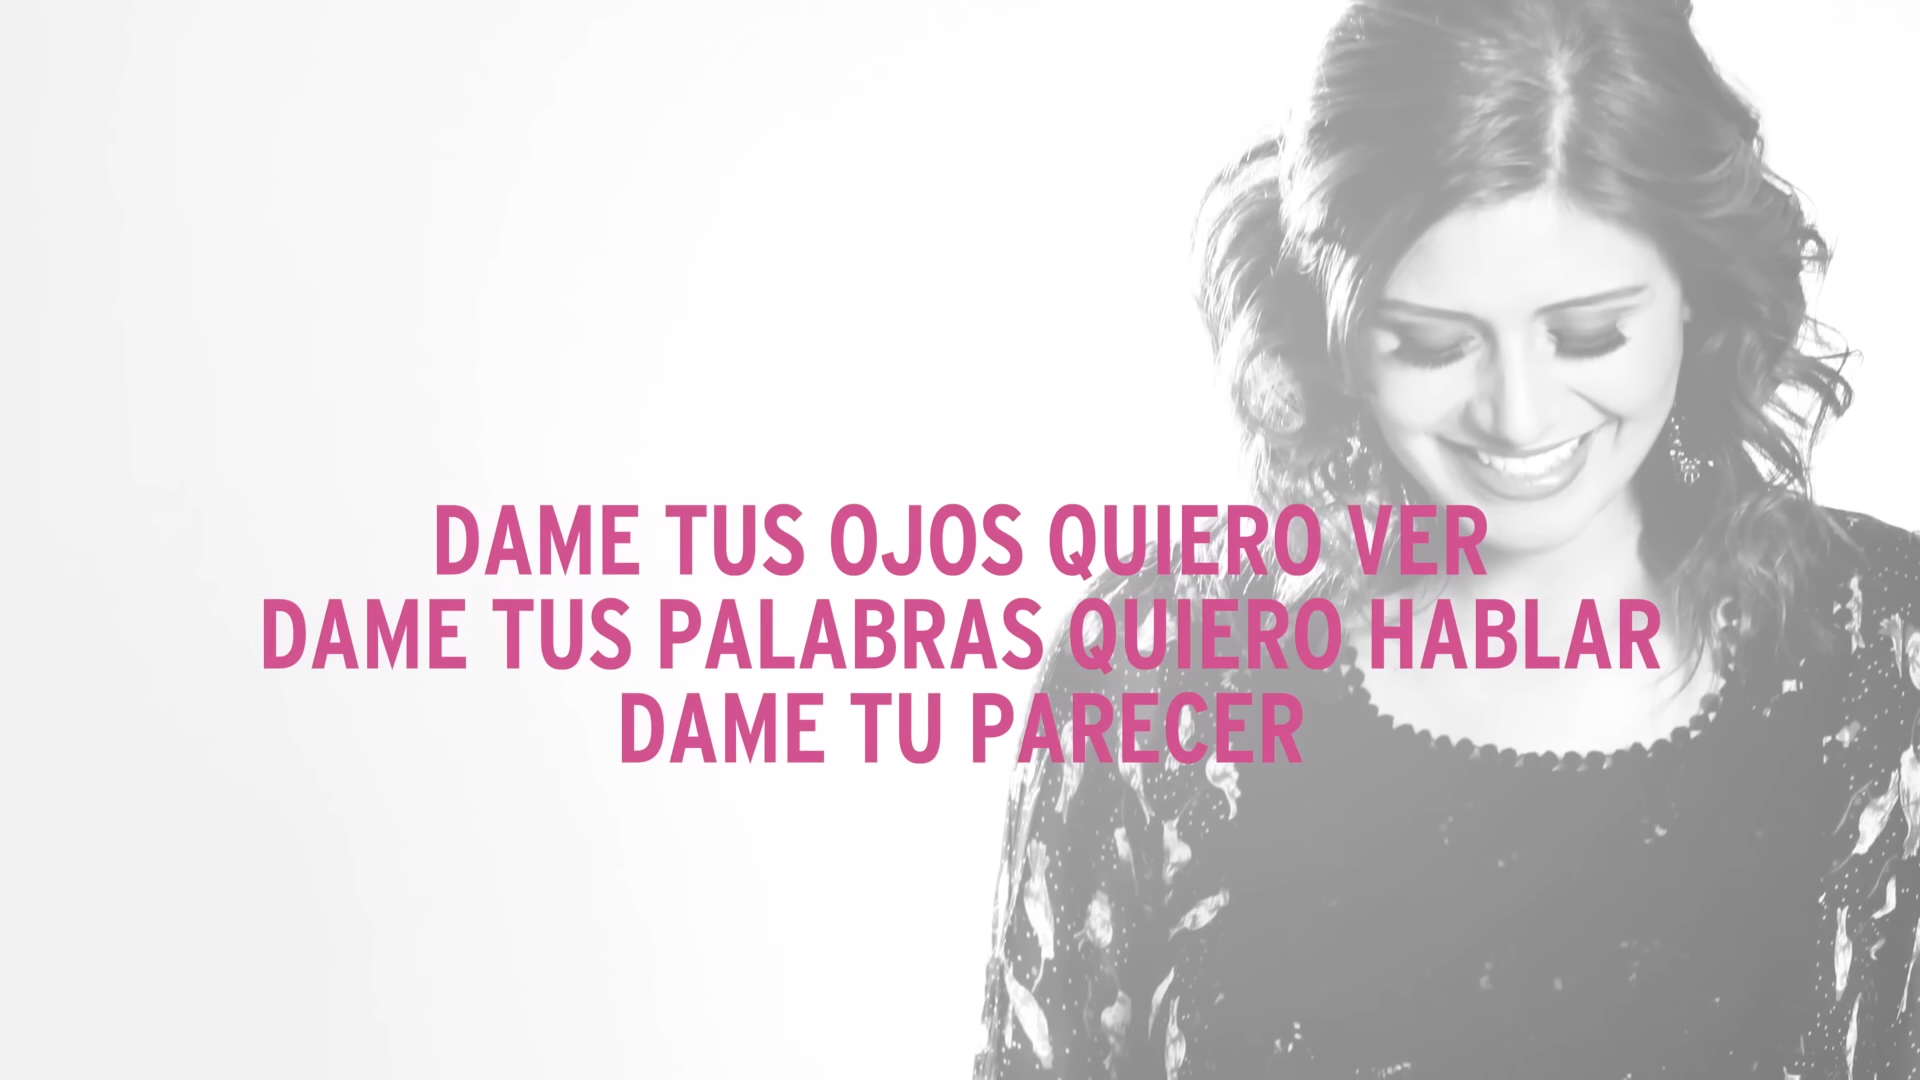 DAME TUS OJOS QUIERO VER
DAME TUS PALABRAS QUIERO HABLAR
DAME TU PARECER